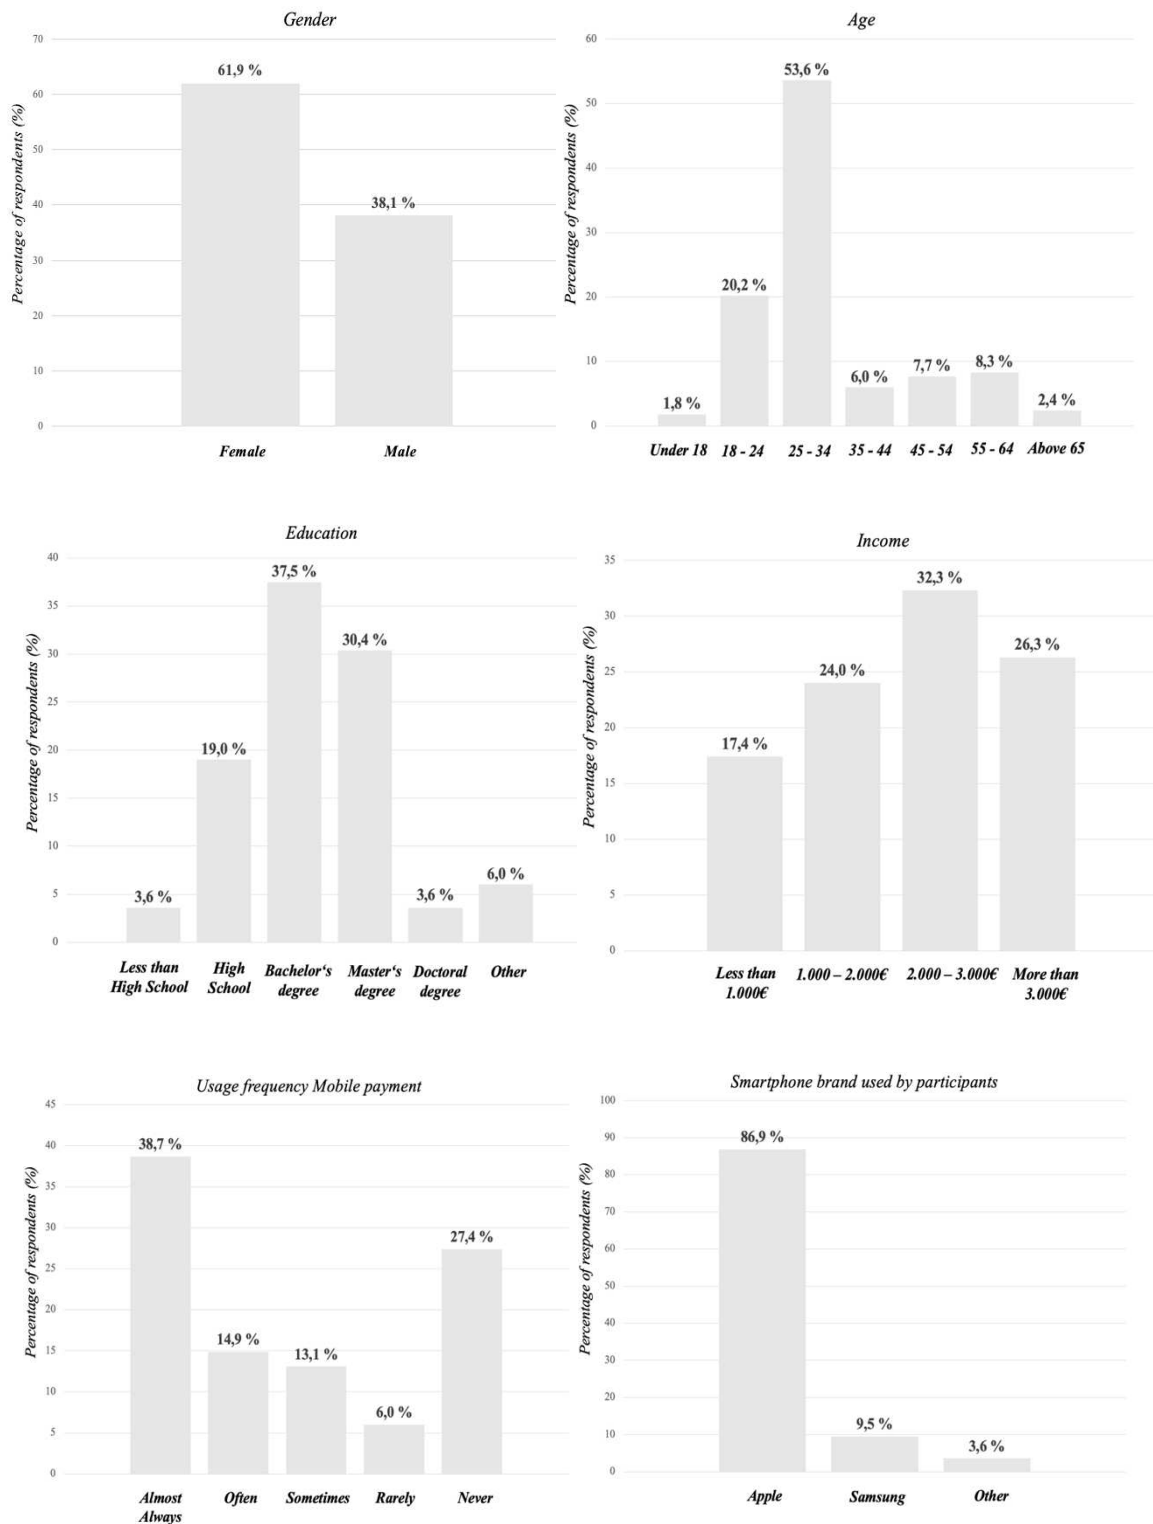 Gender
Percentage of respondents (%)
70
60
50
40
30
20
10
0
61,9 %
38,1 %
Female Male
Age
Percentage of respondents (%)
60
50
40
30
20
10
0
1,8 %
20,2 %
53,6 %
6,0 %
7,7 %
8,3 %
2,4 %
Under 18 18 - 24 25 - 34 35 - 44 45 - 54 55 - 64 Above 65
Education
Percentage of respondents (%)
40
35
30
25
20
15
10
5
0
3,6 %
19,0 %
37,5 %
30,4 %
3,6 %
6,0 %
Less than
High School
High
School
Bachelor‘s
degree
Master‘s
degree
Doctoral
degree
Other
Income
Percentage of respondents (%)
35
30
25
20
15
10
5
0
17,4 %
24,0 %
32,3 %
26,3 %
Less than
1.000€
1.000 – 2.000€
2.000 – 3.000€
More than
3.000€
Usage frequency Mobile payment
Percentage of respondents (%)
45
40
35
30
25
20
15
10
5
0
38,7 %
14,9 %
13,1 %
6,0 %
27,4 %
Almost
Always
Often
Sometimes
Rarely
Never
Smartphone brand used by participants
Percentage of respondents (%)
100
90
80
70
60
50
40
30
20
10
0
86,9 %
9,5 %
3,6 %
Apple
Samsung
Other